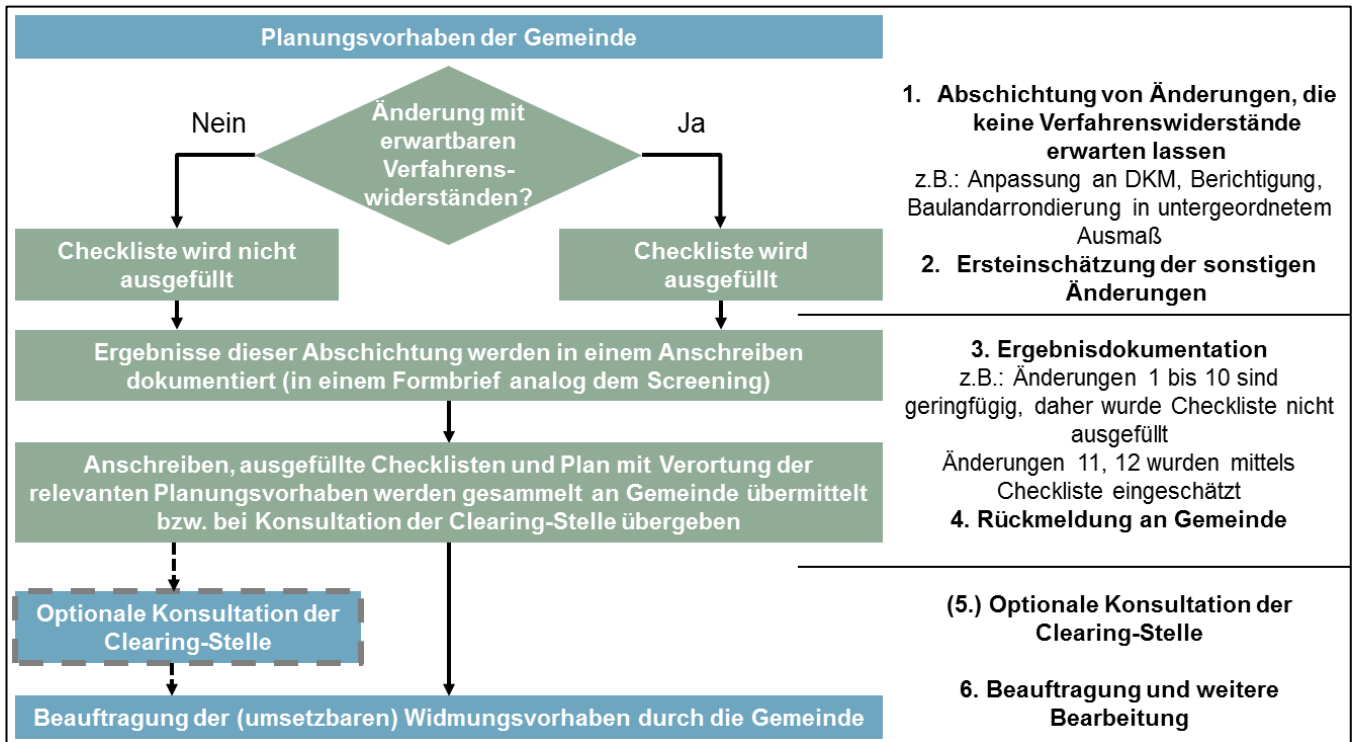 Planungsvorhaben der Gemeinde
Nein
Änderung mit
erwartbaren
Verfahrens-
widerständen?
Ja
Checkliste wird nicht
ausgefüllt
Checkliste wird
ausgefüllt
Ergebnisse dieser Abschichtung werden in einem Anschreiben
dokumentiert (in einem Formbrief analog dem Screening)
Anschreiben, ausgefüllte Checklisten und Plan mit Verortung der
relevanten Planungsvorhaben werden gesammelt an Gemeinde übermittelt
bzw. bei Konsultation der Clearing-Stelle übergeben
Optionale Konsultation der
Clearing-Stelle
Beauftragung der (umsetzbaren) Widmungsvorhaben durch die Gemeinde
1. Abschichtung von Änderungen, die
keine Verfahrenswiderstände
erwarten lassen
z.B.: Anpassung an DKM, Berichtigung,
Baulandarrondierung in untergeordnetem
Ausmaß
2. Ersteinschätzung der sonstigen
Änderungen
3. Ergebnisdokumentation
z.B.: Änderungen 1 bis 10 sind
geringfügig, daher wurde Checkliste nicht
ausgefüllt
Änderungen 11, 12 wurden mittels
Checkliste eingeschätzt
4. Rückmeldung an Gemeinde
(5.) Optionale Konsultation der
Clearing-Stelle
6. Beauftragung und weitere
Bearbeitung